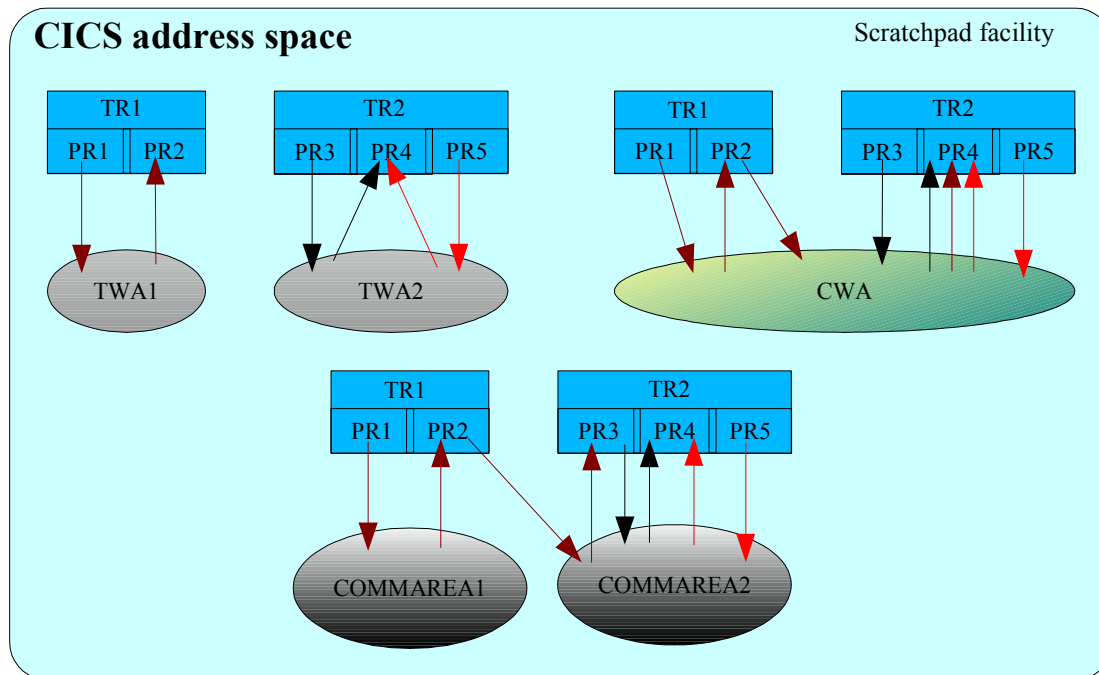 CICS address space
Scratchpad facility
TR1
PR1 PR2
TR2
PR3 PR4 PR5
TWA1
TWA2
TR1
PR1 PR2
TR2
PR3 PR4 PR5
CWA
TR1
PR1 PR2
TR2
PR3 PR4 PR5
COMMAREA1
COMMAREA2